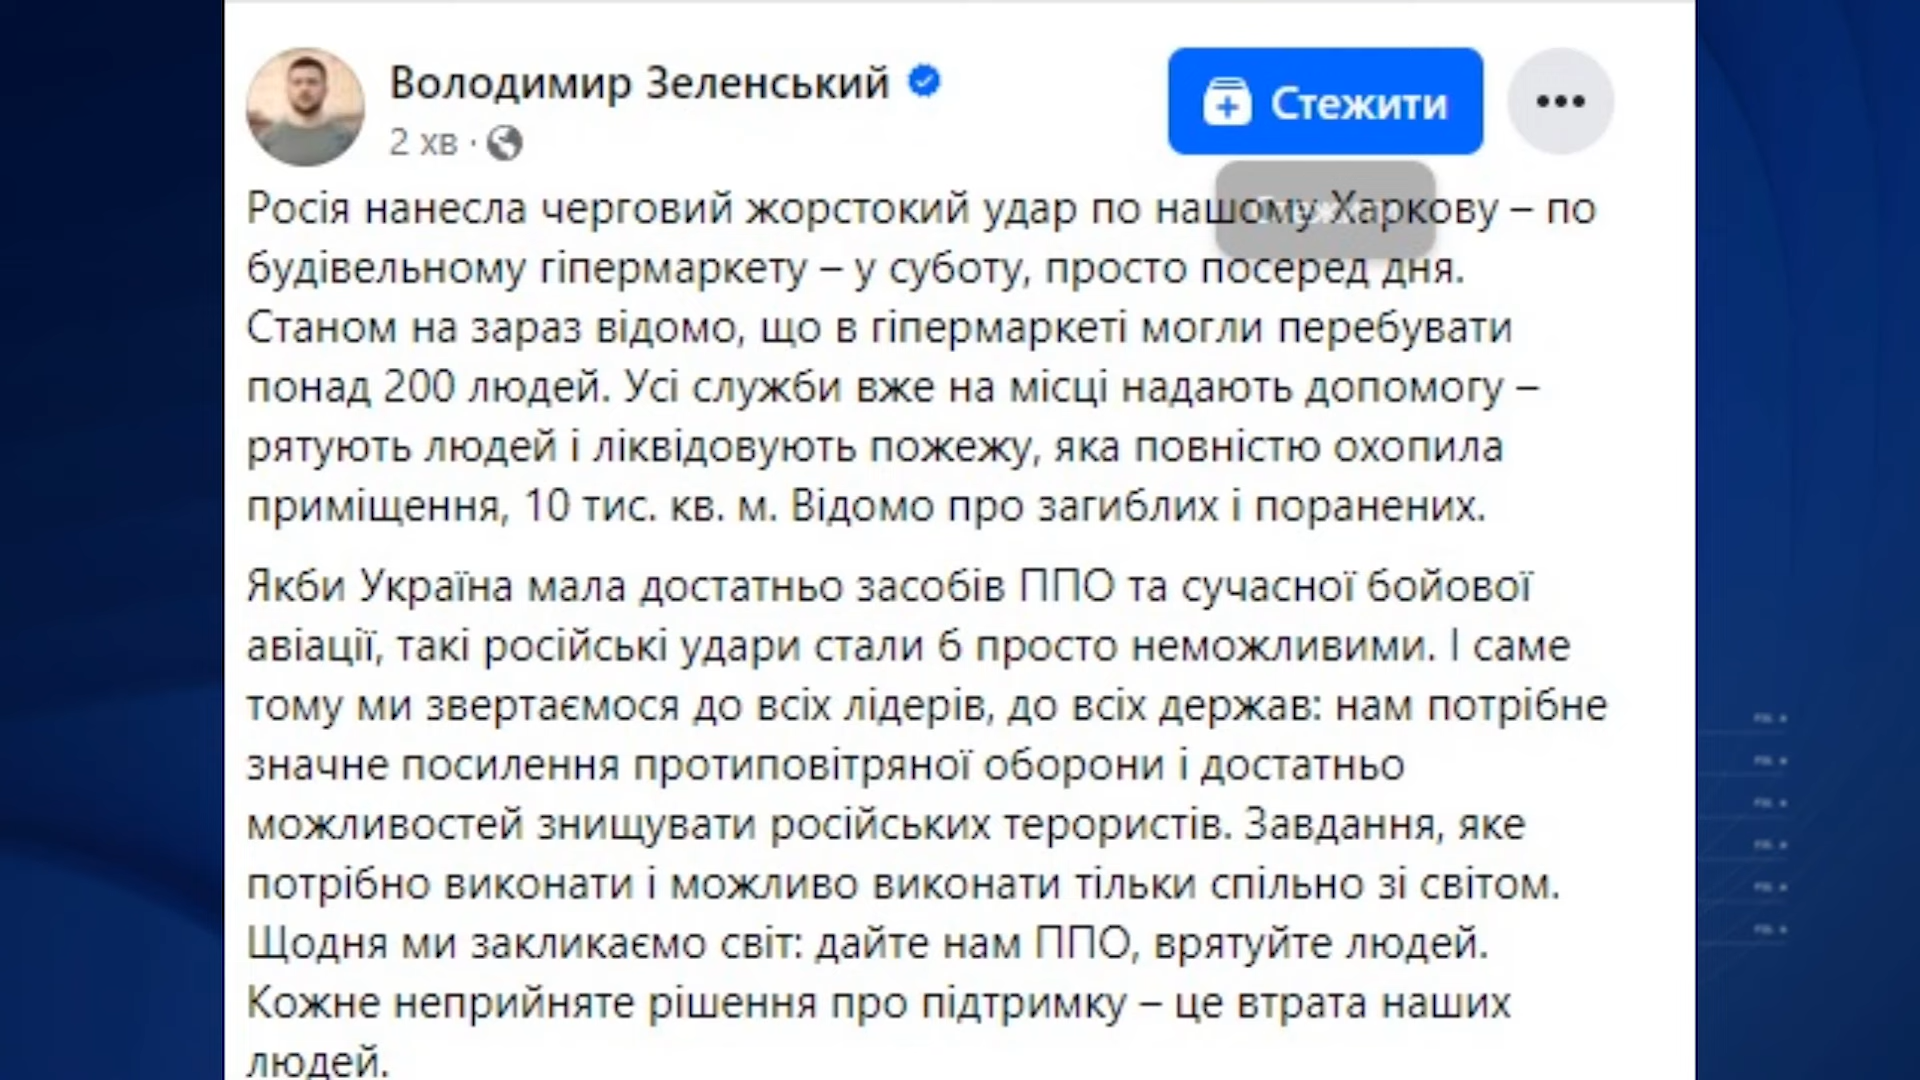 Володимир Зеленський
2 хв ·
Стежити
Росія нанесла черговий жорстокий удар по нашому Харкову – по
будівельному гіпермаркету – у суботу, просто посеред дня.
Станом на зараз відомо, що в гіпермаркеті могли перебувати
понад 200 людей. Усі служби вже на місці надають допомогу –
рятують людей і ліквідовують пожежу, яка повністю охопила
приміщення, 10 тис. кв. м. Відомо про загиблих і поранених.
Якби Україна мала достатньо засобів ППО та сучасної бойової
авіації, такі російські удари стали б просто неможливими. І саме
тому ми звертаємося до всіх лідерів, до всіх держав: нам потрібне
значне посилення протиповітряної оборони і достатньо
можливостей знищувати російських терористів. Завдання, яке
потрібно виконати і можливо виконати тільки спільно зі світом.
Щодня ми закликаємо світ: дайте нам ППО, врятуйте людей.
Кожне неприйняте рішення про підтримку – це втрата наших
людей.